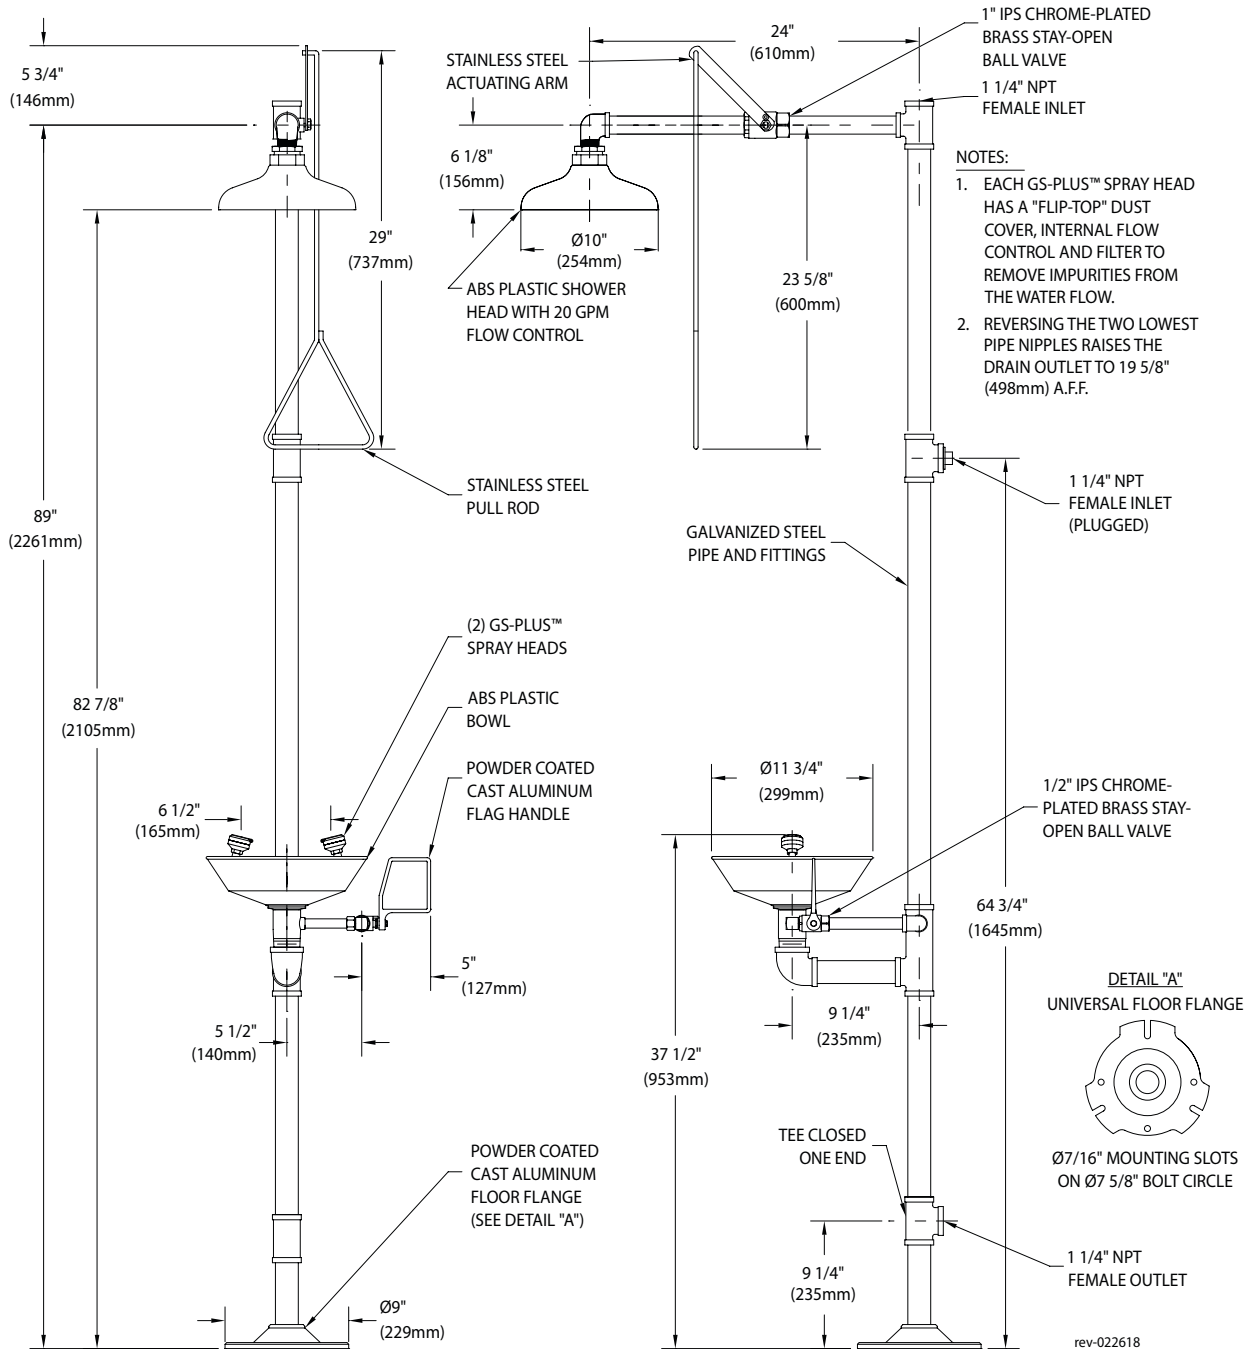 5 3/4"
(146mm)
STAINLESS STEEL
ACTUATING ARM
24"
(610mm)
1" IPS CHROME-PLATED
BRASS STAY-OPEN
BALL VALVE
1 1/4" NPT
FEMALE INLET
6 1/8"
(156mm)
NOTES:
1. EACH GS-PLUS™ SPRAY HEAD
HAS A "FLIP-TOP" DUST
COVER, INTERNAL FLOW
CONTROL AND FILTER TO
REMOVE IMPURITIES FROM
THE WATER FLOW.
2. REVERSING THE TWO LOWEST
PIPE NIPPLES RAISES THE
DRAIN OUTLET TO 19 5/8"
(498mm) A.F.F.
29"
(737mm)
Ø10"
(254mm)
ABS PLASTIC SHOWER
HEAD WITH 20 GPM
FLOW CONTROL
23 5/8"
(600mm)
STAINLESS STEEL
PULL ROD
1 1/4" NPT
FEMALE INLET
(PLUGGED)
89"
(2261mm)
GALVANIZED STEEL
PIPE AND FITTINGS
(2) GS-PLUS™
SPRAY HEADS
82 7/8"
(2105mm)
ABS PLASTIC
BOWL
POWDER COATED
CAST ALUMINUM
FLAG HANDLE
6 1/2"
(165mm)
Ø11 3/4"
(299mm)
1/2" IPS CHROME-
PLATED BRASS STAY-
OPEN BALL VALVE
64 3/4"
(1645mm)
5"
(127mm)
5 1/2"
(140mm)
9 1/4"
(235mm)
37 1/2"
(953mm)
DETAIL "A"
UNIVERSAL FLOOR FLANGE
Ø7/16" MOUNTING SLOTS
ON Ø7 5/8" BOLT CIRCLE
POWDER COATED
CAST ALUMINUM
FLOOR FLANGE
(SEE DETAIL "A")
TEE CLOSED
ONE END
1 1/4" NPT
FEMALE OUTLET
9 1/4"
(235mm)
Ø9"
(229mm)
rev-022618